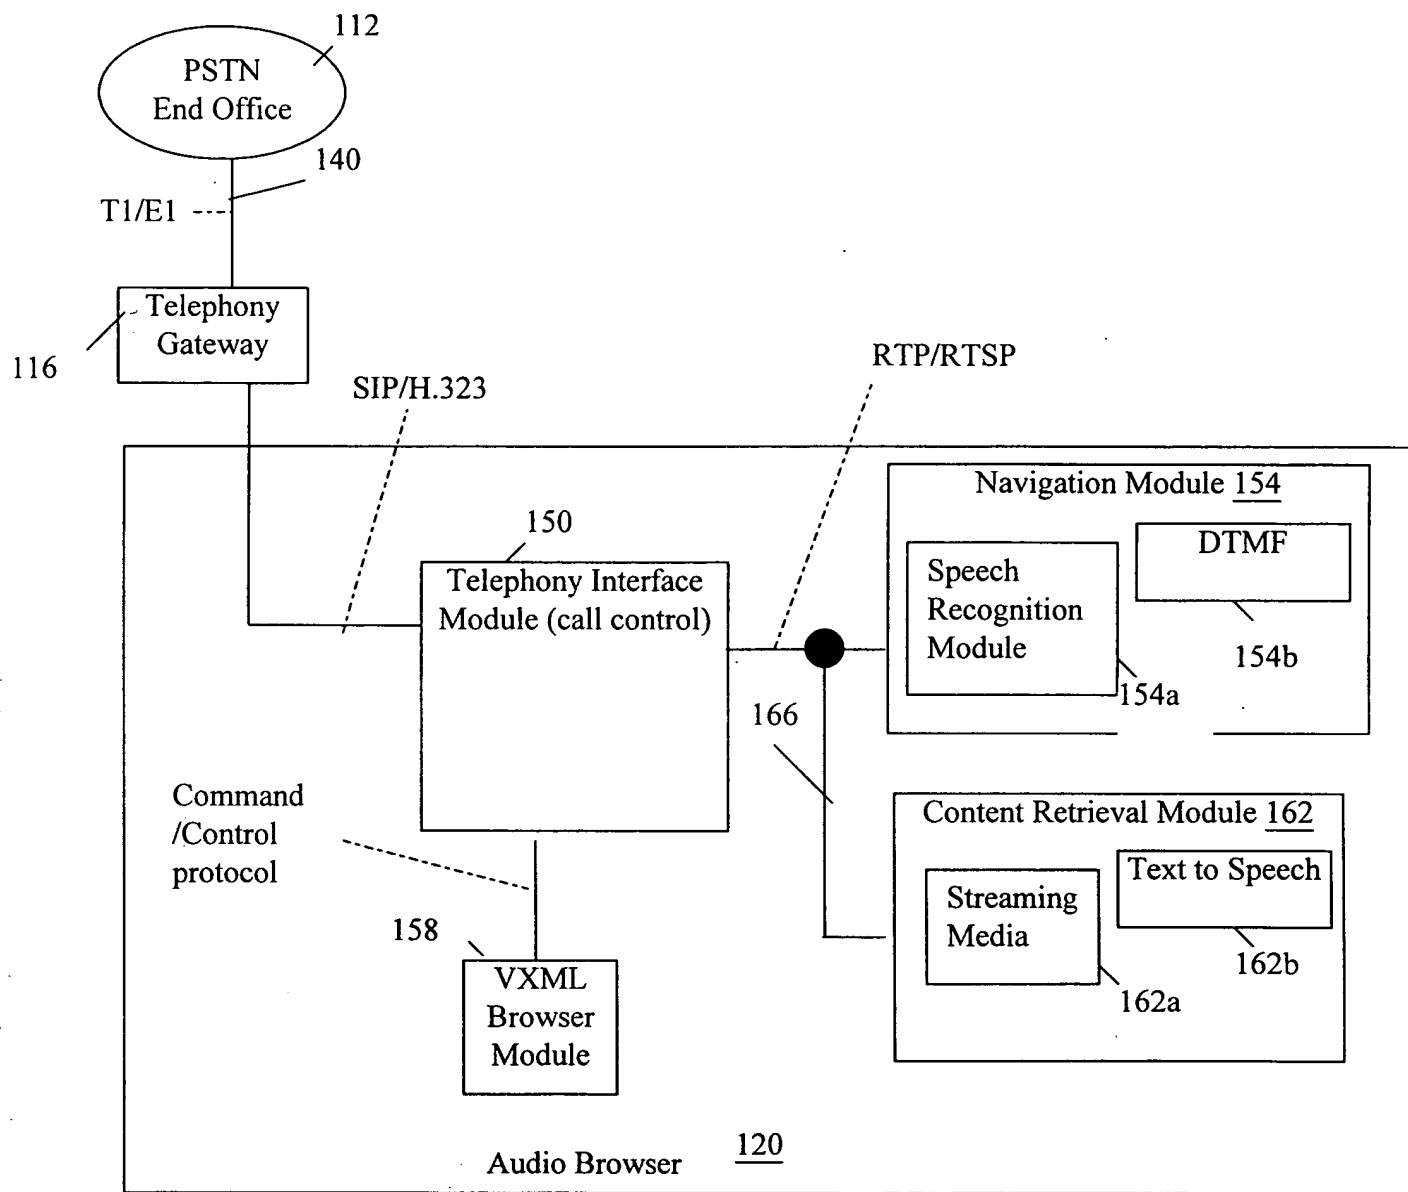 112
PSTN
End Office
140
T1/E1
Telephony
Gateway
116
RTP/RTSP
SIP/H.323
Navigation Module 154
150
DTMF
Speech
Recognition
Module
Telephony Interface
Module (call control)
154b
154a
166
Command
/Control
protocol
Content Retrieval Module 162
Text to Speech
Streaming
Media
158
162b
VXML
Browser
Module
162a
Audio Browser 120